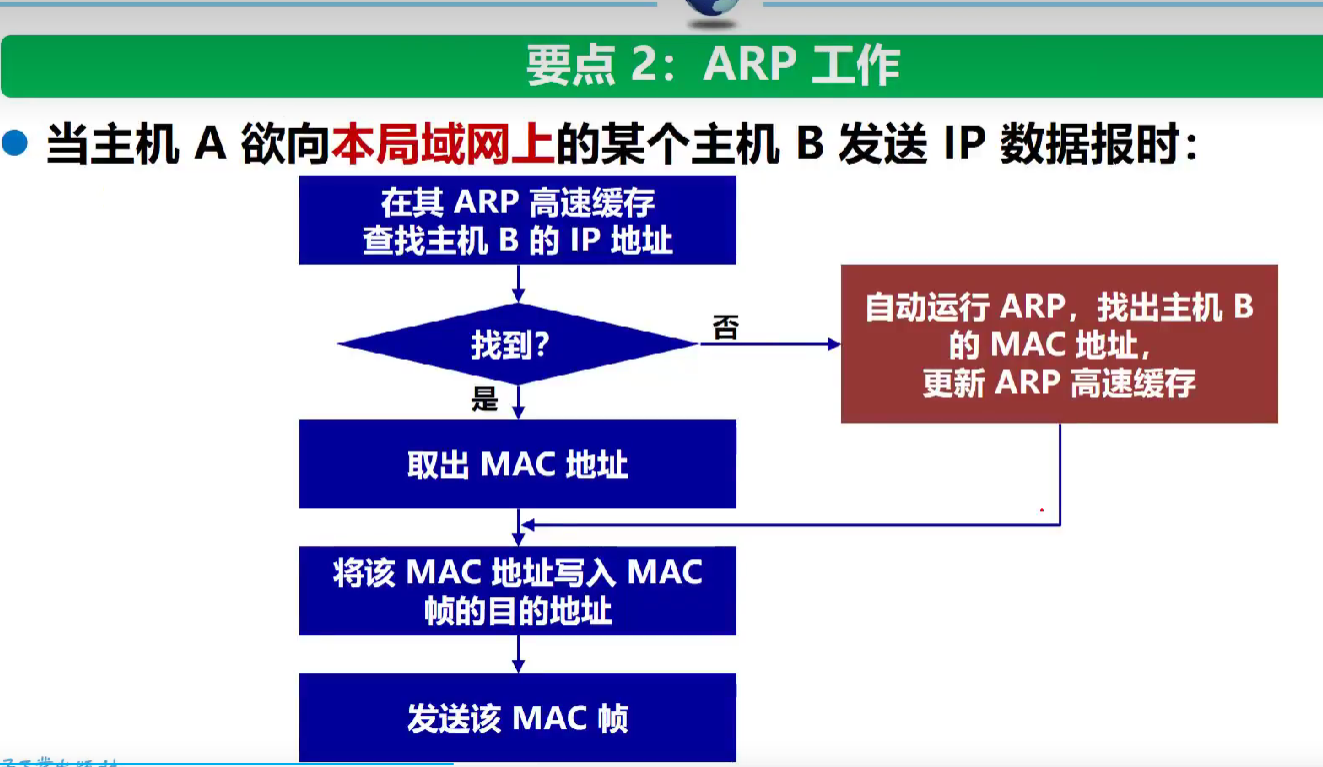 要点 2：ARP 工作
当主机 A 欲向本局域网上的某个主机 B 发送 IP 数据报时：
在其 ARP 高速缓存
查找主机 B 的 IP 地址
找到？
否
自动运行 ARP，找出主机 B
的 MAC 地址，
更新 ARP 高速缓存
是
取出 MAC 地址
将该 MAC 地址写入 MAC
帧的目的地址
发送该 MAC 帧